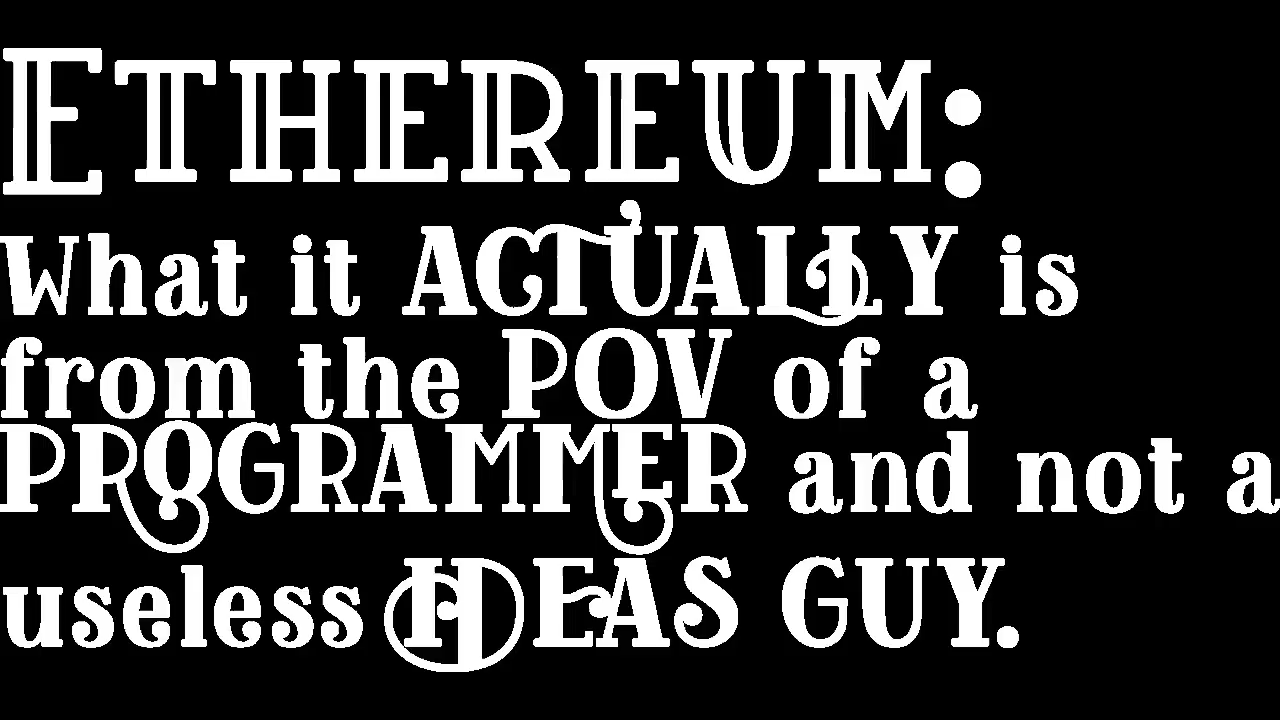 ETHEREUM:
What it ACTUALLY is
from the POV of a
PROGRAMMER and not a
useless IDEAS GUY.